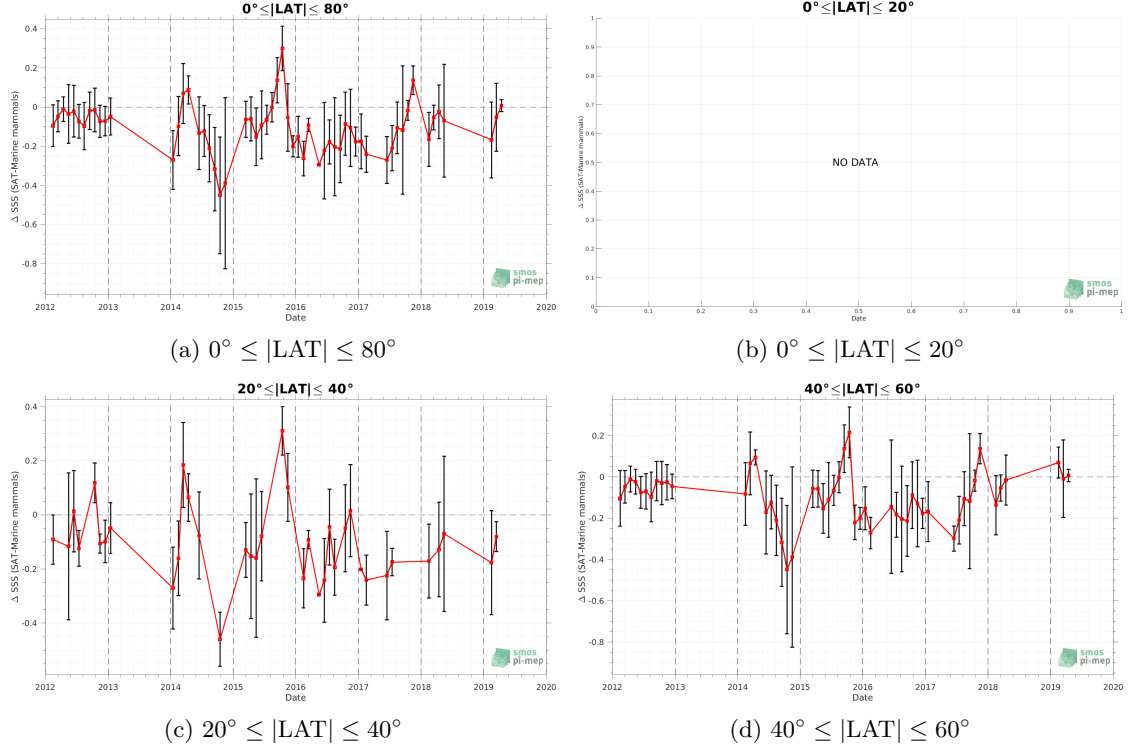 0°≤|LAT|≤ 80°
Δ SSS (SAT-Marine mammals)
0.4
0.2
0
-0.2
-0.4
-0.6
-0.8
2012 2013 2014 2015 2016 2017 2018 2019 2020
Date
smos
pi-mep
(a) 0° ≤ |LAT| ≤ 80°
0°≤|LAT|≤ 20°
Δ SSS (SAT-Marine mammals)
1
0.9
0.8
0.7
0.6
0.5
0.4
0.3
0.2
0.1
0
NO DATA
0 0.1 0.2 0.3 0.4 0.5 0.6 0.7 0.8 0.9 1
Date
smos
pi-mep
(b) 0° ≤ |LAT| ≤ 20°
20°≤|LAT|≤ 40°
Δ SSS (SAT-Marine mammals)
0.4
0.2
0
-0.2
-0.4
2012 2013 2014 2015 2016 2017 2018 2019 2020
Date
smos
pi-mep
(c) 20° ≤ |LAT| ≤ 40°
40°≤|LAT|≤ 60°
Δ SSS (SAT-Marine mammals)
0.2
0
-0.2
-0.4
-0.6
-0.8
2012 2013 2014 2015 2016 2017 2018 2019 2020
Date
smos
pi-mep
(d) 40° ≤ |LAT| ≤ 60°